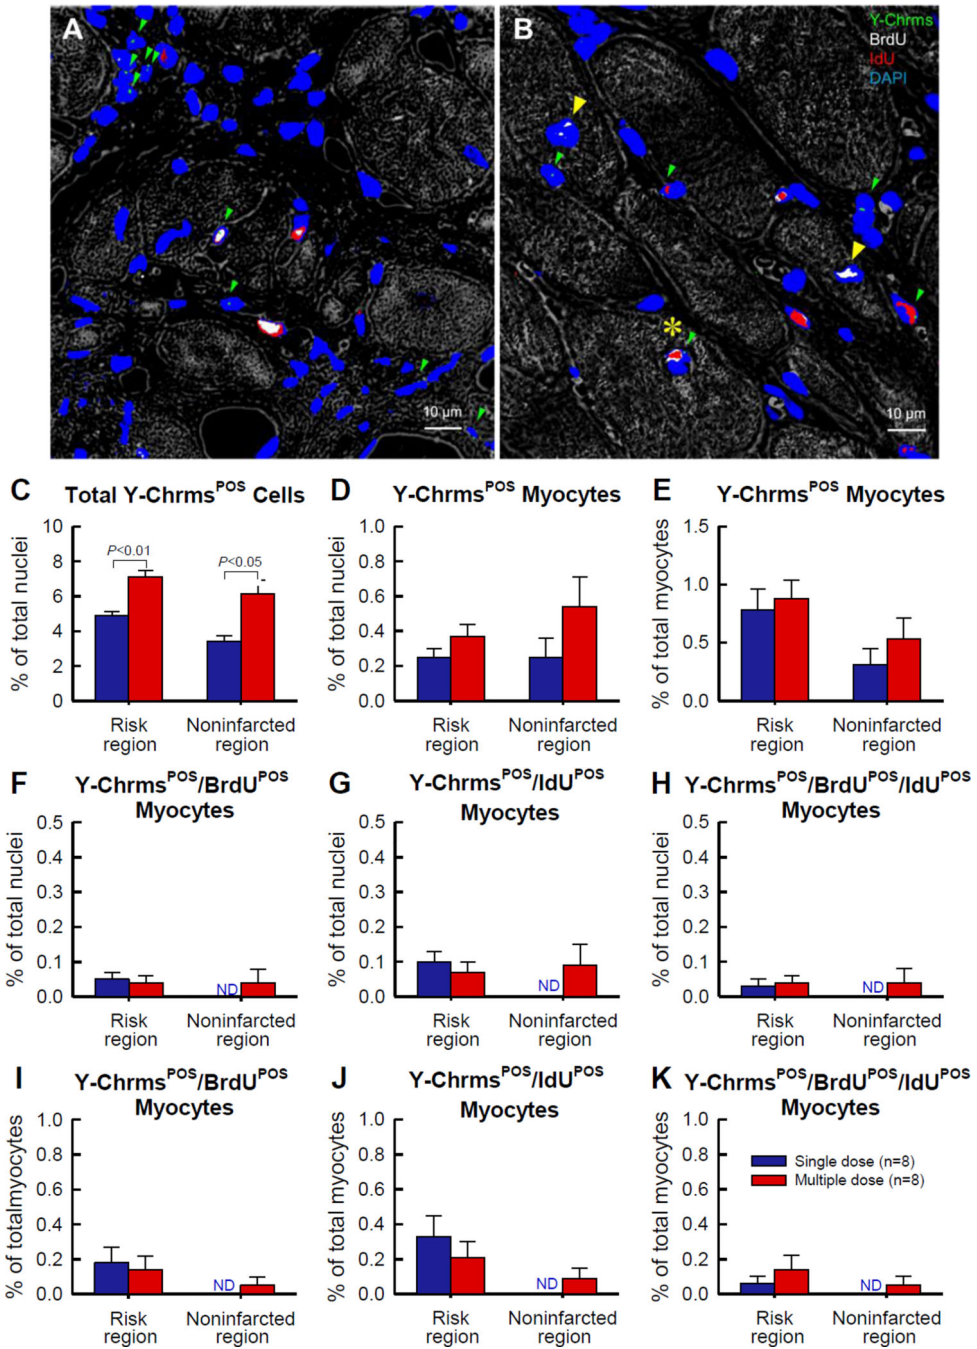 A
B
Y-Chrms
BrdU
IdU
DAPI
10 µm
10 µm
C Total Y-Chrms^POS Cells
% of total nuclei
10
8
6
4
2
0
P<0.01
P<0.05
Risk region
Noninfarcted region
D Y-Chrms^POS Myocytes
% of total nuclei
1.0
0.8
0.6
0.4
0.2
0.0
Risk region
Noninfarcted region
E Y-Chrms^POS Myocytes
% of total myocytes
1.5
1.0
0.5
0.0
Risk region
Noninfarcted region
F Y-Chrms^POS/BrdU^POS
Myocytes
% of total nuclei
0.5
0.4
0.3
0.2
0.1
0.0
ND
Risk region
Noninfarcted region
G Y-Chrms^POS/IdU^POS
Myocytes
% of total nuclei
0.5
0.4
0.3
0.2
0.1
0.0
ND
Risk region
Noninfarcted region
H Y-Chrms^POS/BrdU^POS/IdU^POS
Myocytes
% of total nuclei
0.5
0.4
0.3
0.2
0.1
0.0
ND
Risk region
Noninfarcted region
I Y-Chrms^POS/BrdU^POS
Myocytes
% of totalmyocytes
1.0
0.8
0.6
0.4
0.2
0.0
ND
Risk region
Noninfarcted region
J Y-Chrms^POS/IdU^POS
Myocytes
% of total myocytes
1.0
0.8
0.6
0.4
0.2
0.0
ND
Risk region
Noninfarcted region
K Y-Chrms^POS/BrdU^POS/IdU^POS
Myocytes
% of total myocytes
1.0
0.8
0.6
0.4
0.2
0.0
Single dose (n=8)
Multiple dose (n=8)
ND
Risk region
Noninfarcted region